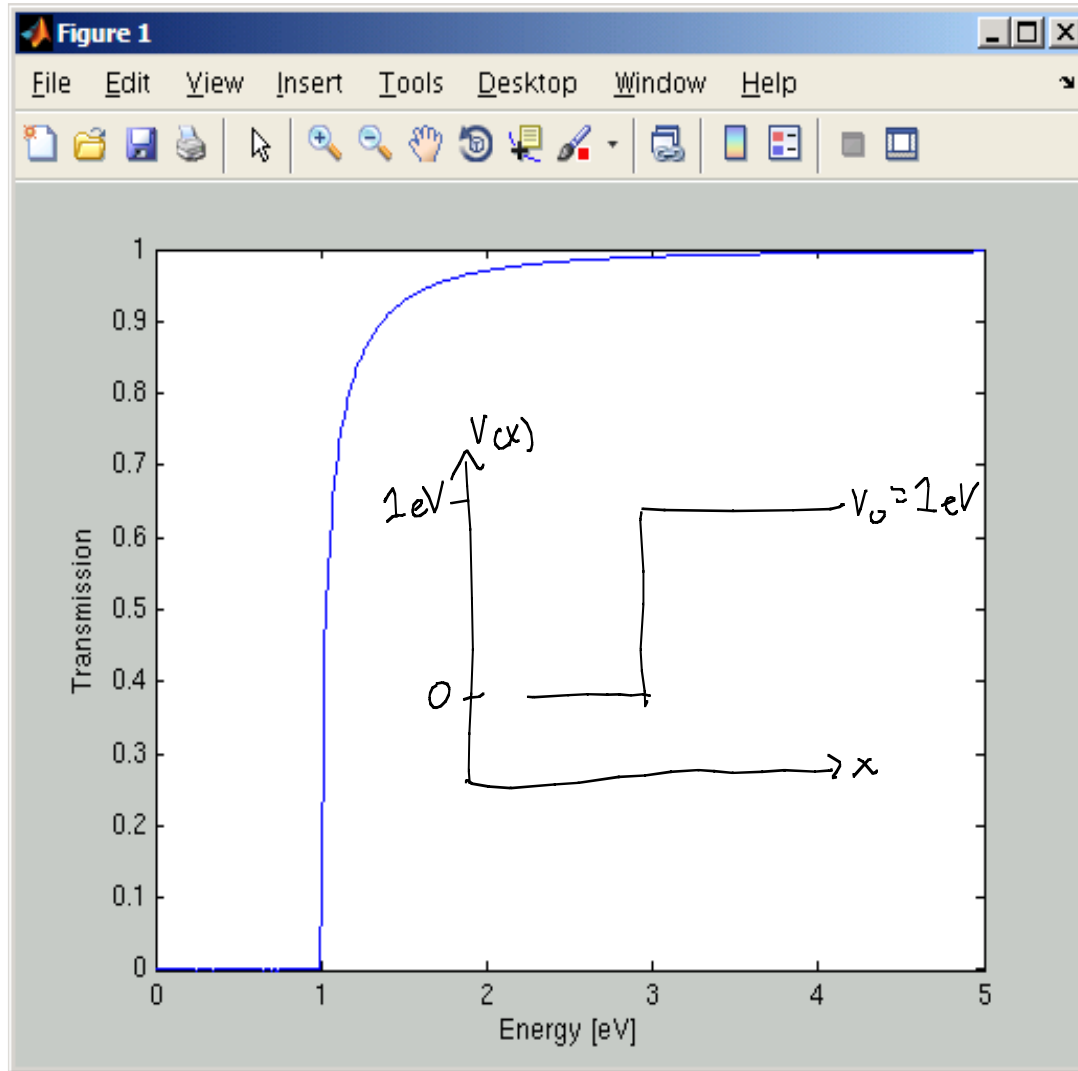 Figure 1
File Edit View Insert Tools Desktop Window Help
1
0.9
0.8
0.7
0.6
0.5
0.4
0.3
0.2
0.1
0
Transmission
V(x)
1eV
V₀=1eV
0
x
0 1 2 3 4 5
Energy [eV]